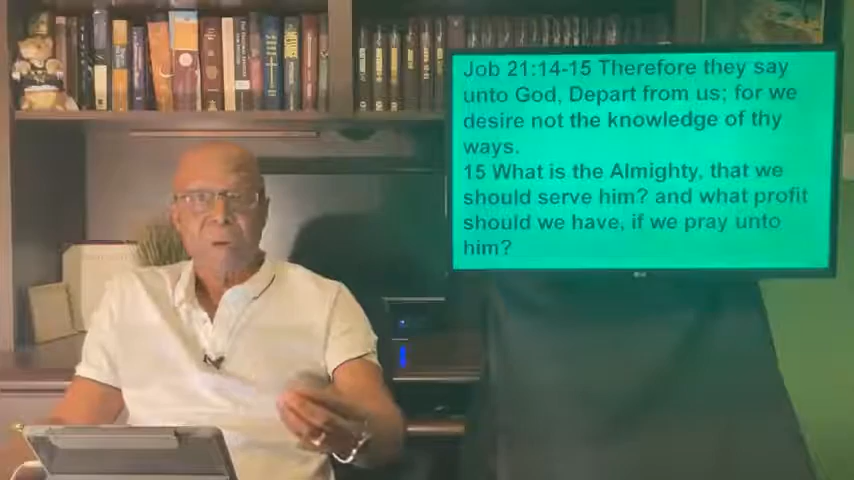 Job 21:14-15 Therefore they say
unto God, Depart from us; for we
desire not the knowledge of thy
ways.
15 What is the Almighty, that we
should serve him? and what profit
should we have, if we pray unto
him?